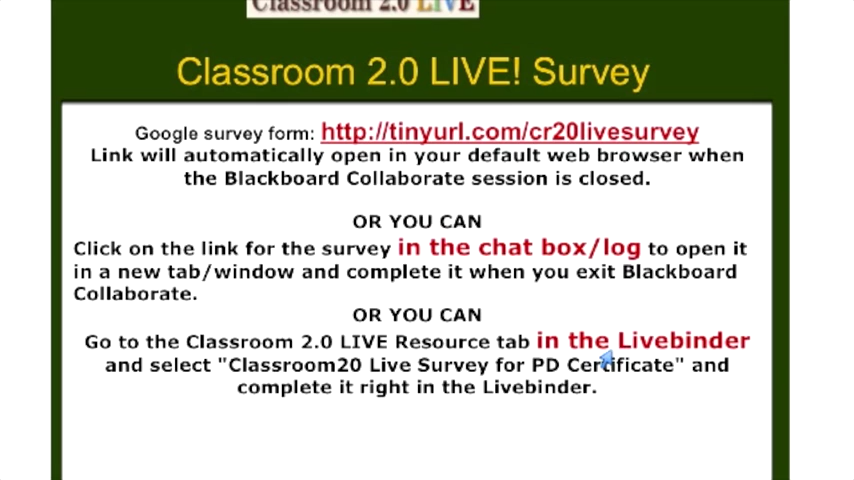 Classroom 2.0 LIVE
Classroom 2.0 LIVE! Survey
Google survey form: http://tinyurl.com/cr20livesurvey
Link will automatically open in your default web browser when
the Blackboard Collaborate session is closed.
OR YOU CAN
Click on the link for the survey in the chat box/log to open it
in a new tab/window and complete it when you exit Blackboard
Collaborate.
OR YOU CAN
Go to the Classroom 2.0 LIVE Resource tab in the Livebinder
and select "Classroom20 Live Survey for PD Certificate" and
complete it right in the Livebinder.